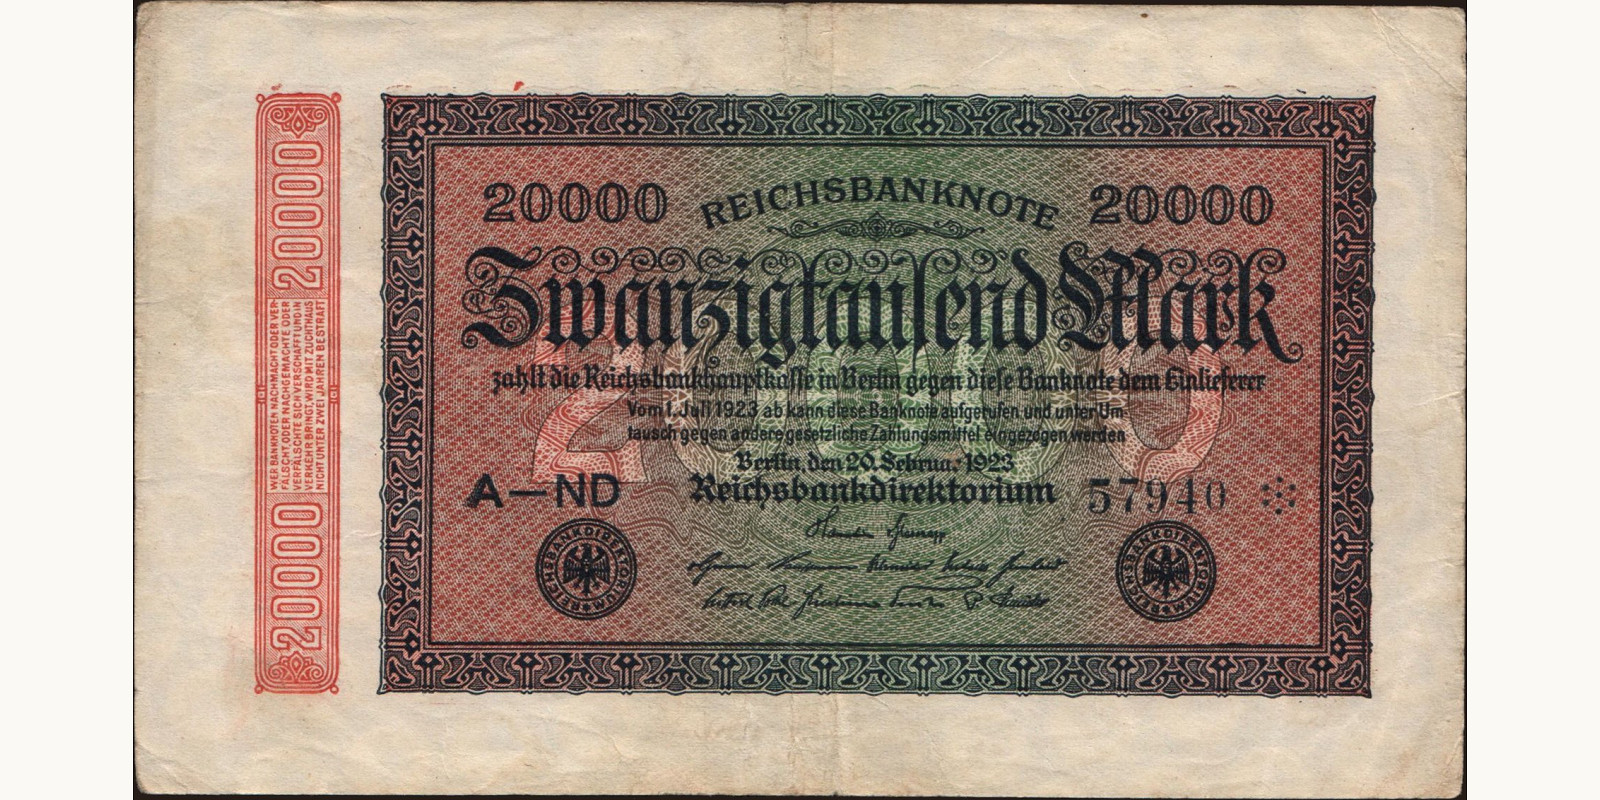 20000
WER BANKNOTEN NACHMACHT ODER VER-
FÄLSCHT, ODER NACHGEMACHTE ODER
VERFÄLSCHTE SICH VERSCHAFFT UND IN
VERKEHR BRINGT, WIRD MIT ZUCHTHAUS
NICHT UNTER ZWEI JAHREN BESTRAFT
20000
20000 REICHSBANKNOTE 20000
Zwanzigtausend Mark
zahlt die Reichsbankhauptkasse in Berlin gegen diese Banknote dem Einlieferer
Vom 1. Juli 1923 ab kann diese Banknote aufgerufen und unter Um
tausch gegen andere gesetzliche Zahlungsmittel eingezogen werden
Berlin, den 20. Februar 1923
A—ND Reichsbankdirektorium 57940
REICHSBANKDIREKTORIUM
REICHSBANKDIREKTORIUM
20000